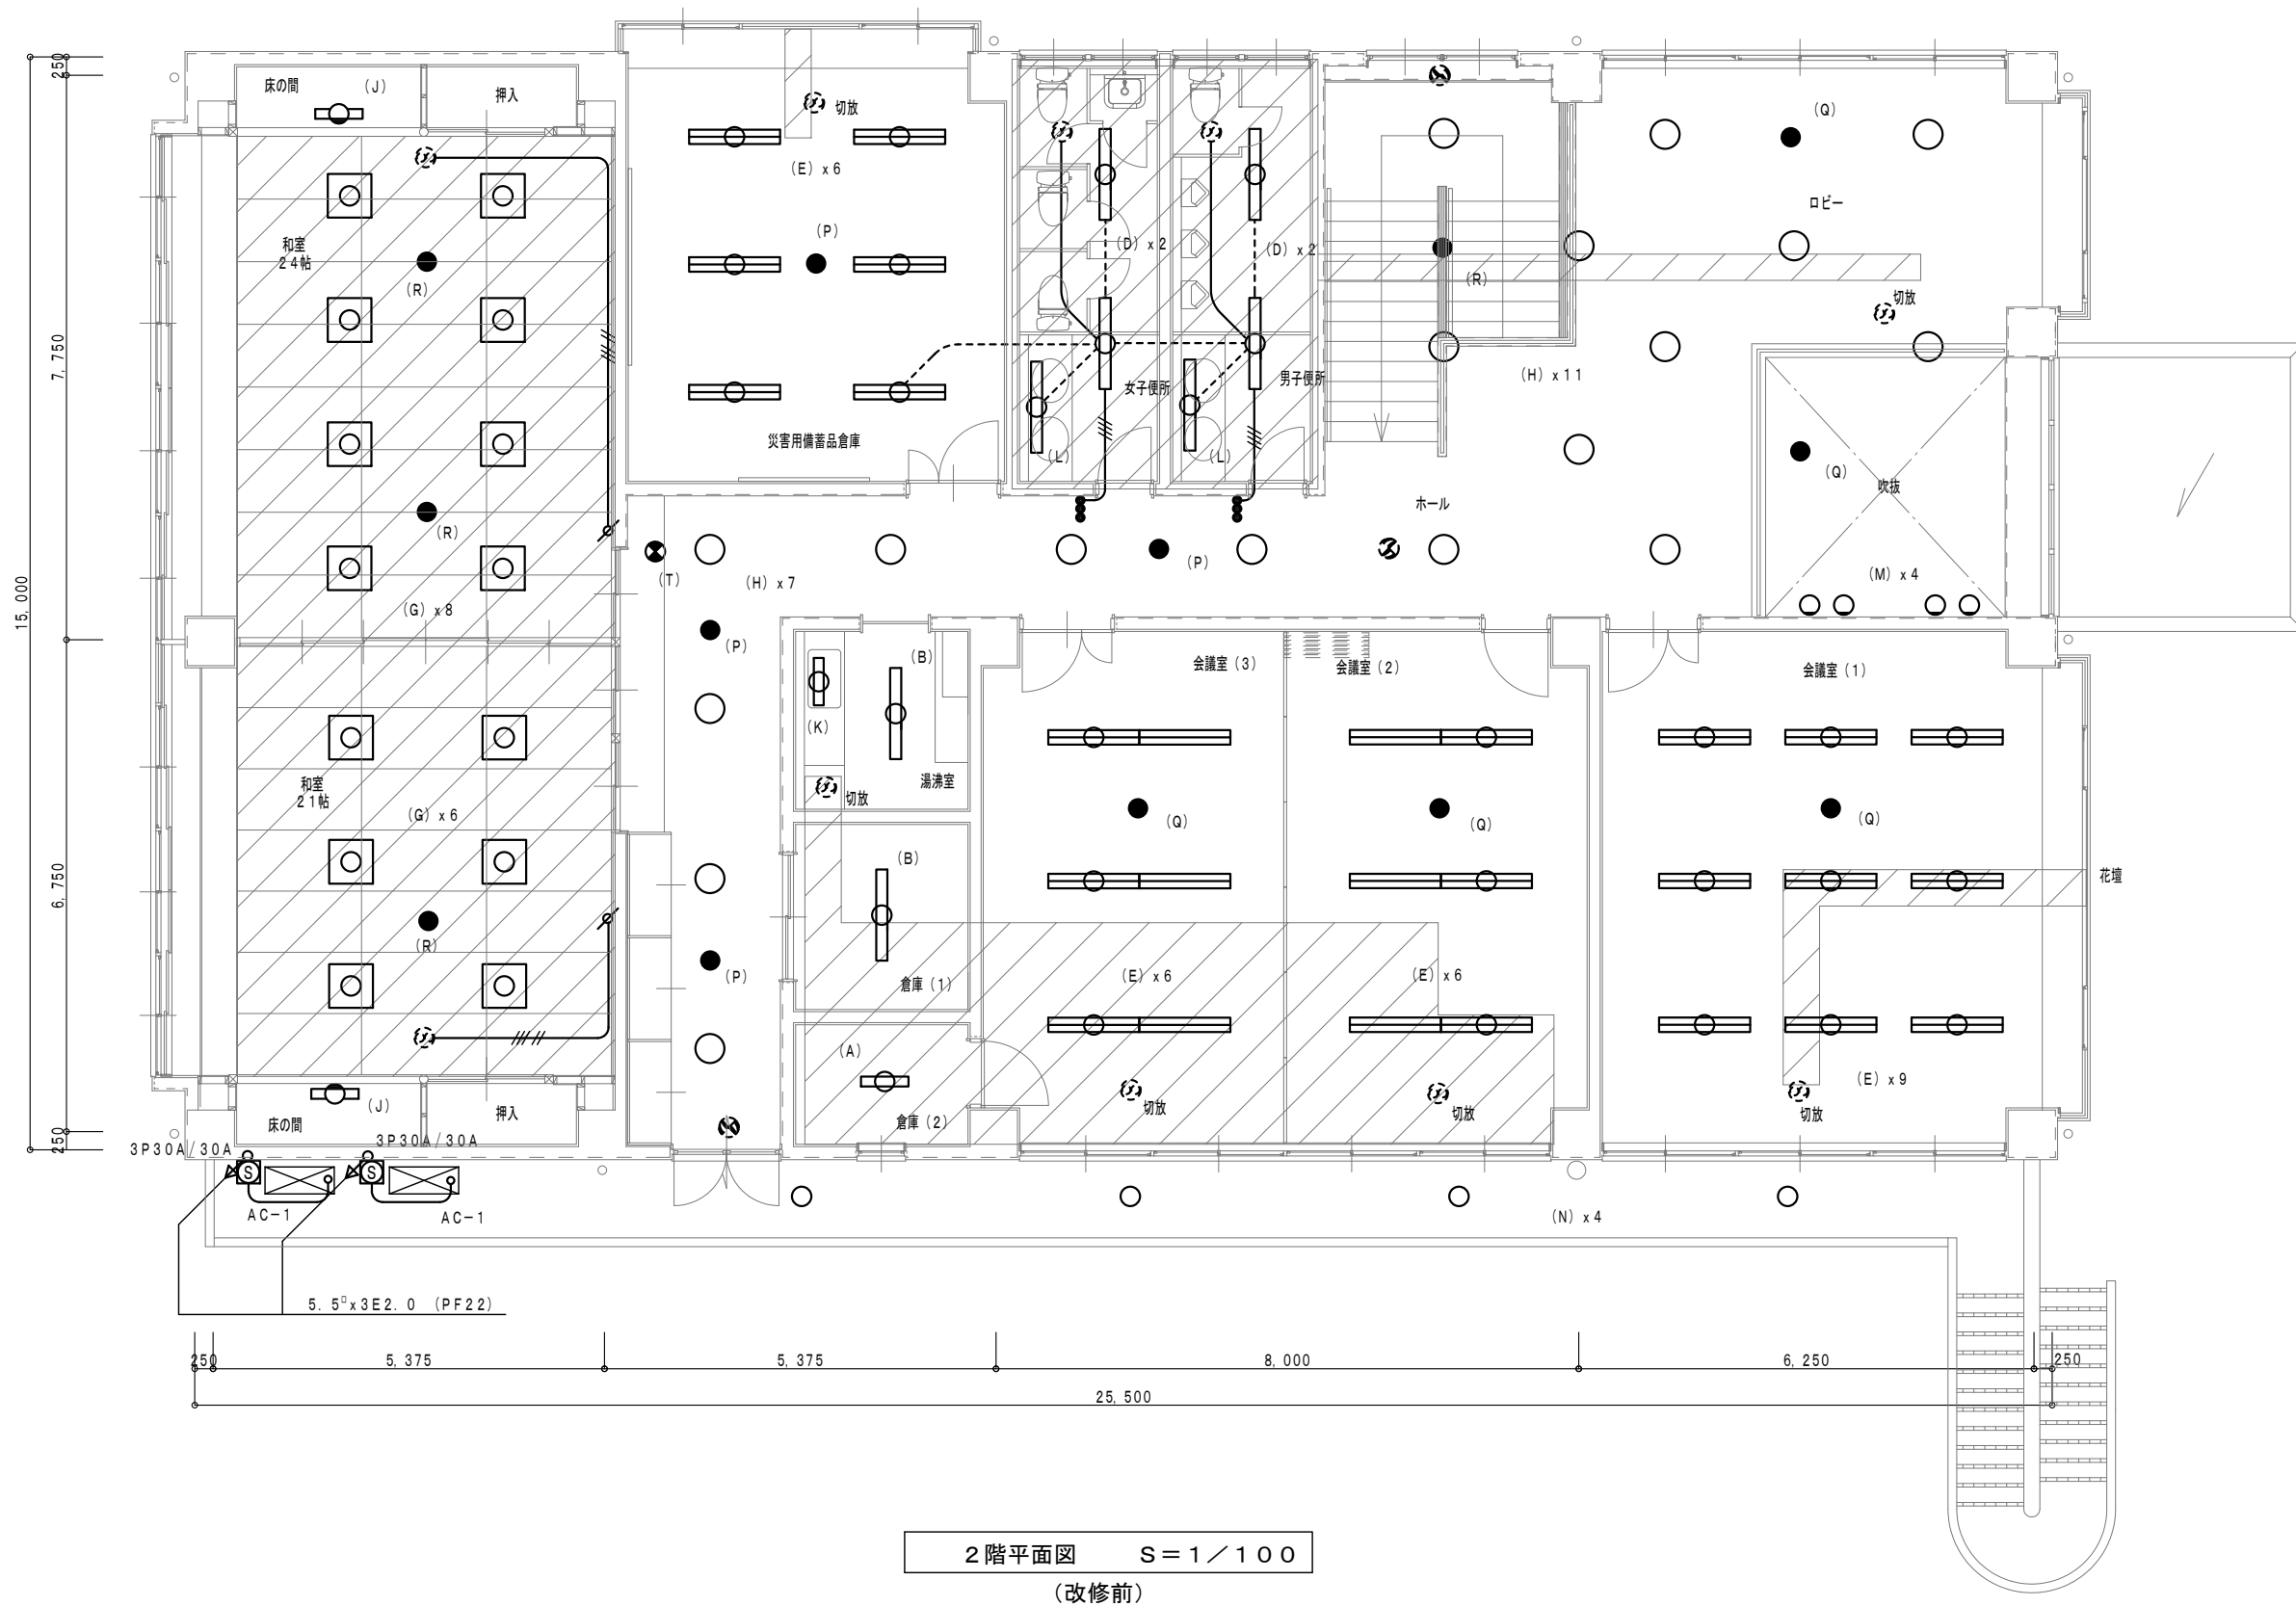 250
床の間
(J)
押入
切放
(E) x 6
(Q)
ロビー
和室
24帖
(R)
(P)
(D) x 2
(D) x 2
(R)
切放
7,750
女子便所
男子便所
(H) x 11
災害用備蓄品倉庫
(L)
(L)
(Q)
吹抜
ホール
(R)
(P)
(T)
(H) x 7
(M) x 4
15,000
(G) x 8
(P)
(B)
会議室 (3)
会議室 (2)
会議室 (1)
(K)
湯沸室
和室
21帖
切放
(G) x 6
(Q)
(Q)
(Q)
(B)
花壇
6,750
(R)
(P)
倉庫 (1)
(E) x 6
(E) x 6
(A)
(E) x 9
(J)
押入
切放
切放
切放
床の間
倉庫 (2)
250
3P30A/30A
3P30A/30A
S
S
AC-1
AC-1
(N) x 4
5.5□x3E2.0 (PF22)
250
5,375
5,375
8,000
6,250
250
25,500
2階平面図 S=1/100
(改修前)